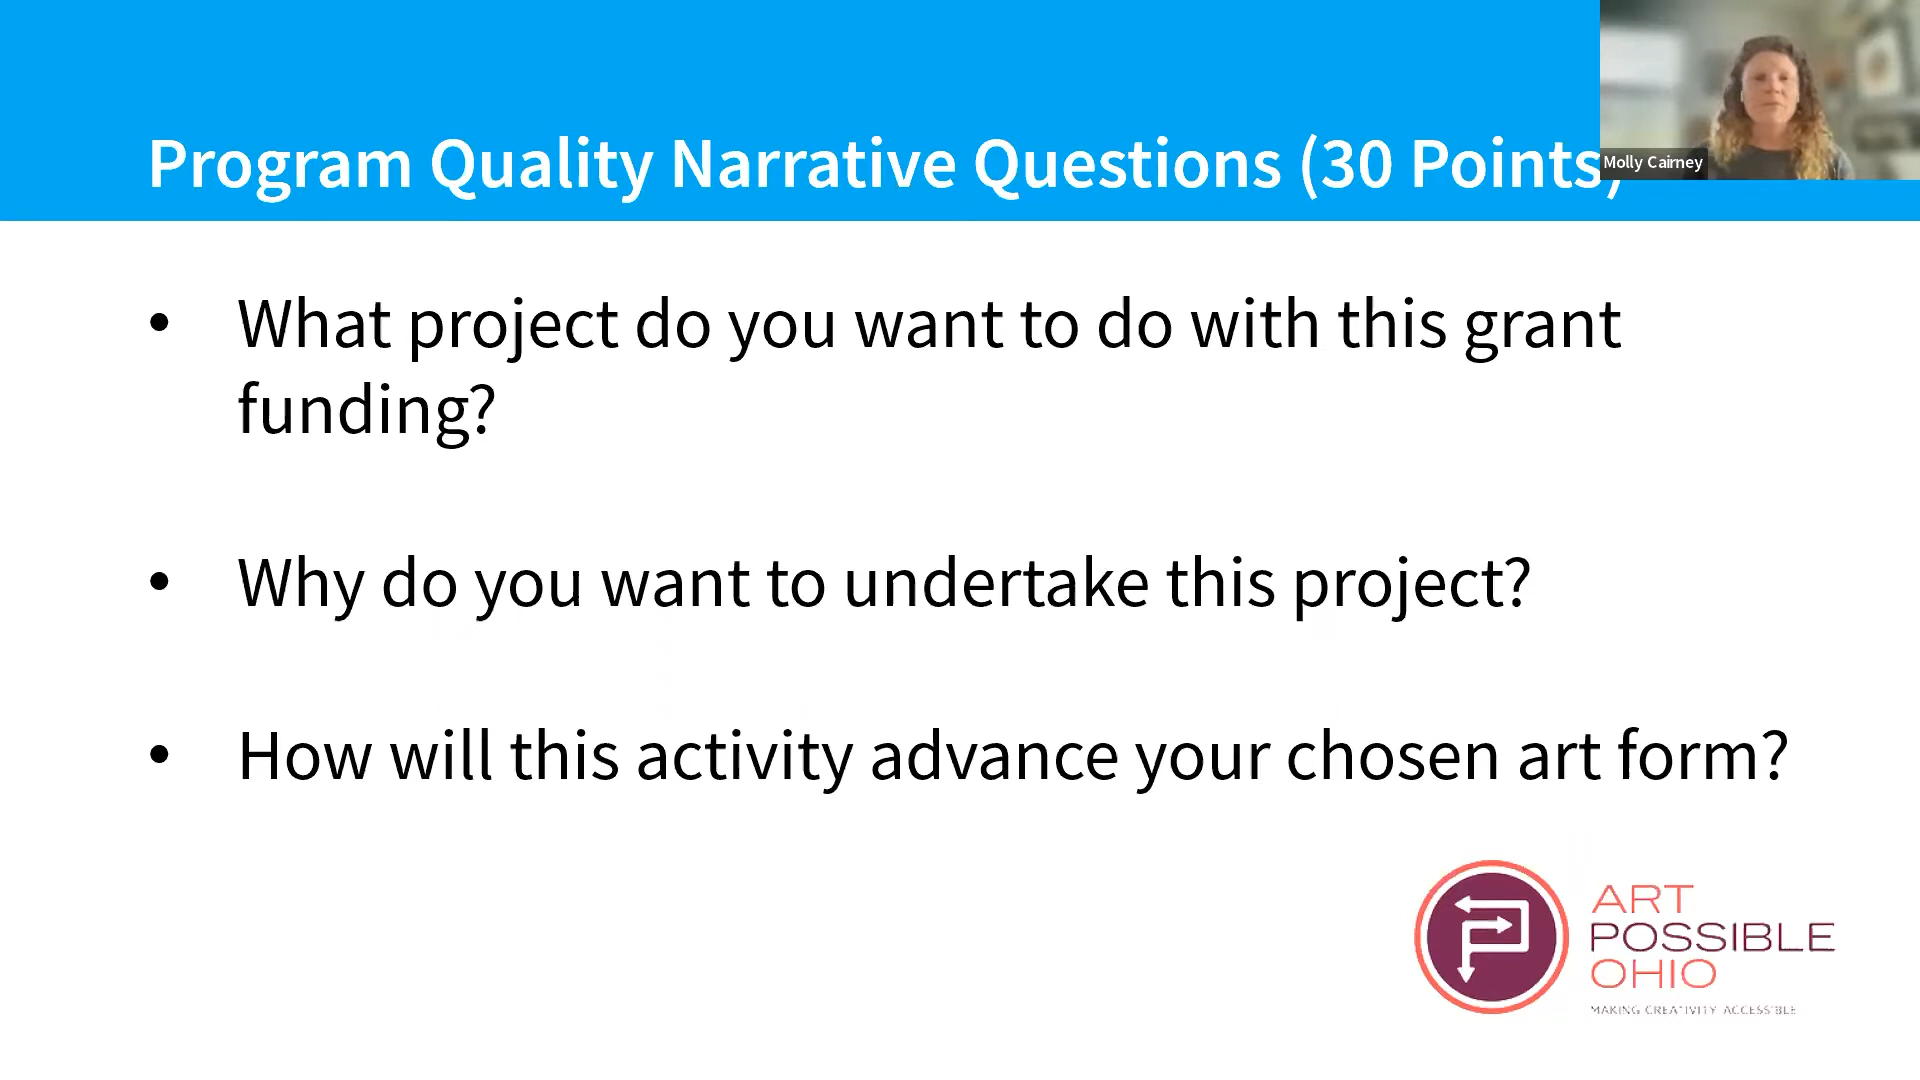 Program Quality Narrative Questions (30 Points)
Molly Cairney
• What project do you want to do with this grant
funding?
• Why do you want to undertake this project?
• How will this activity advance your chosen art form?
ART
POSSIBLE
OHIO
MAKING CREATIVITY ACCESSIBLE